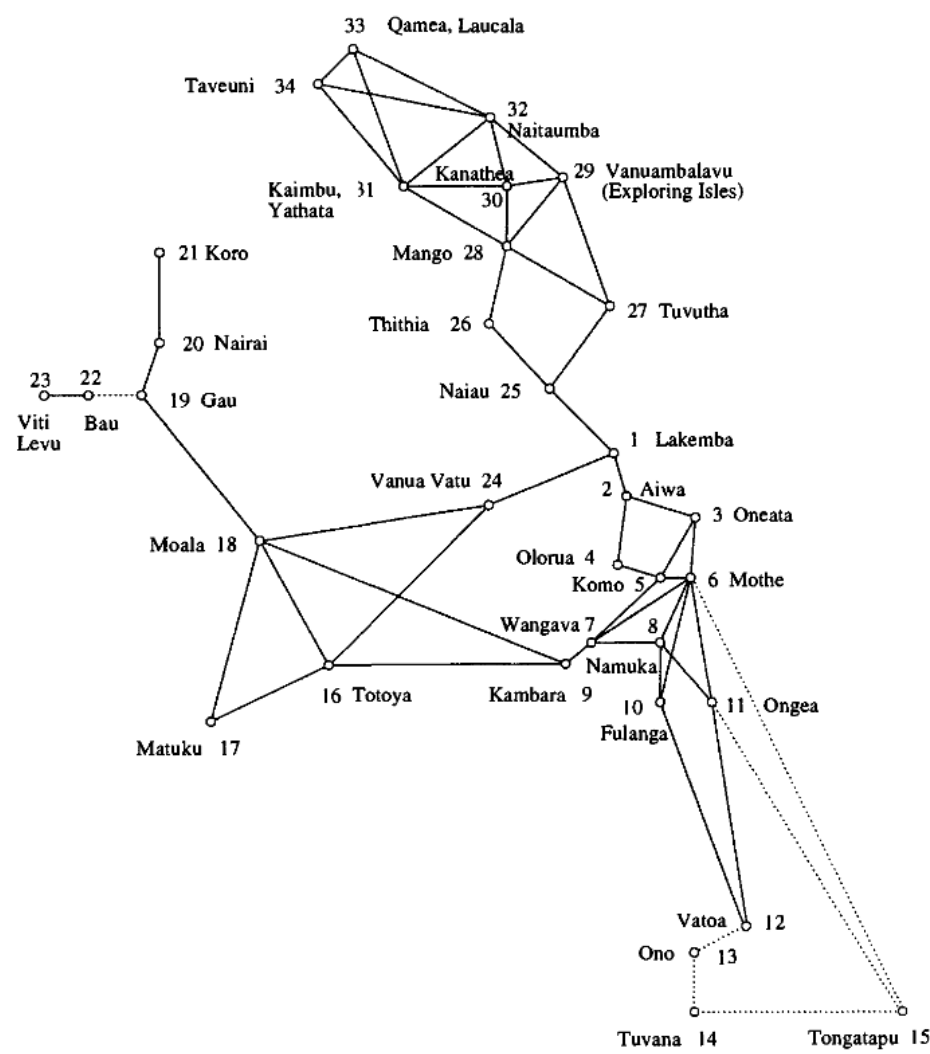 33 Qamea, Laucala
Taveuni 34
32
Naitaumba
Kanathea
29 Vanuambalavu
(Exploring Isles)
Kaimbu, 31
Yathata
30
21 Koro
Mango 28
27 Tuvutha
Thithia 26
20 Nairai
23 22
Naiau 25
19 Gau
Viti Bau
Levu
1 Lakemba
Vanua Vatu 24
2 Aiwa
3 Oneata
Moala 18
Olorua 4
Komo 5
6 Mothe
Wangava 7
8
Namuka
16 Totoya
Kambara 9
10
11 Ongea
Fulanga
Matuku 17
Vatoa 12
Ono 13
Tuvana 14
Tongatapu 15